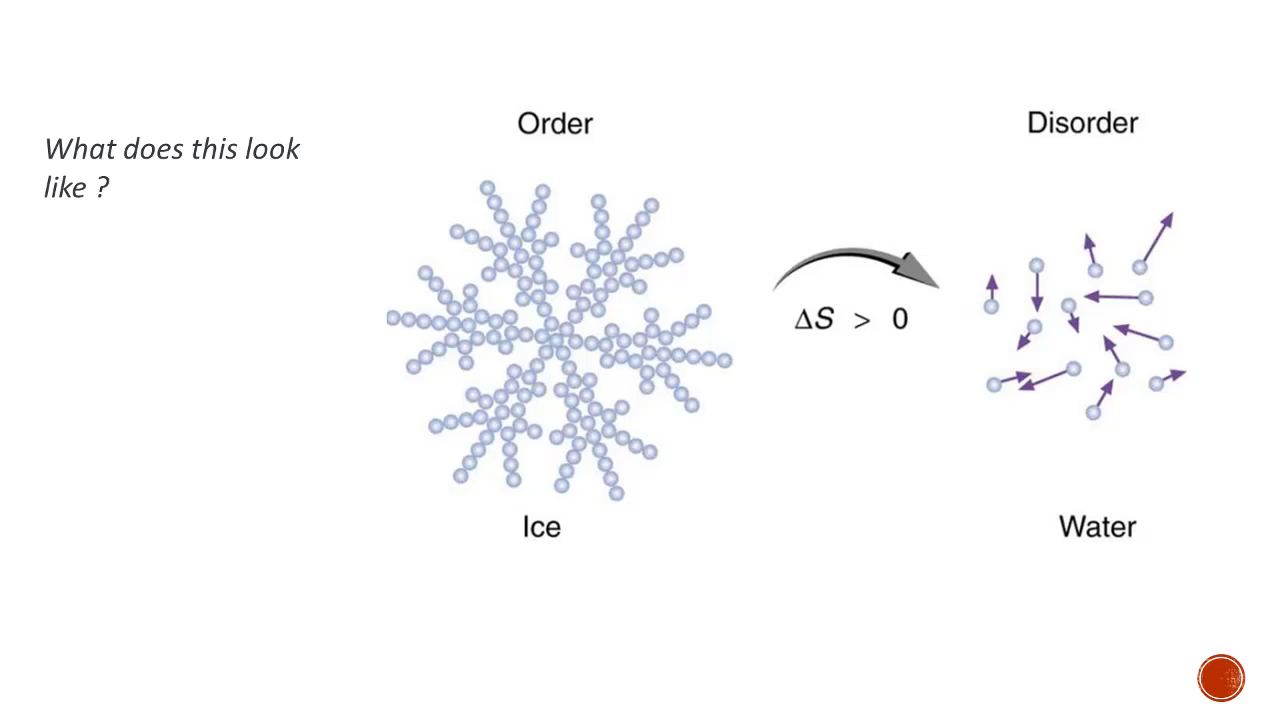 What does this look
like ?
Order
Disorder
ΔS > 0
Ice
Water